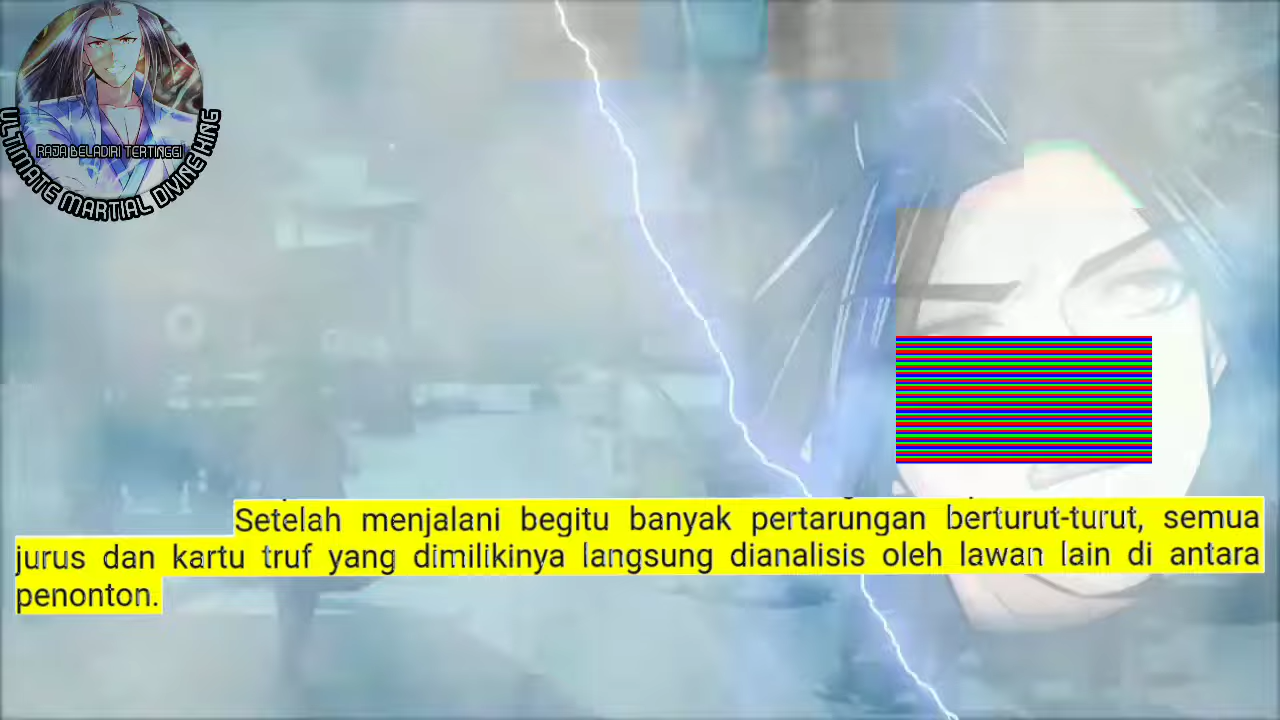 RAJA BELADIRI TERTINGGI
ULTIMATE MARTIAL DIVINE KING
Setelah menjalani begitu banyak pertarungan berturut-turut, semua
jurus dan kartu truf yang dimilikinya langsung dianalisis oleh lawan lain di antara
penonton.